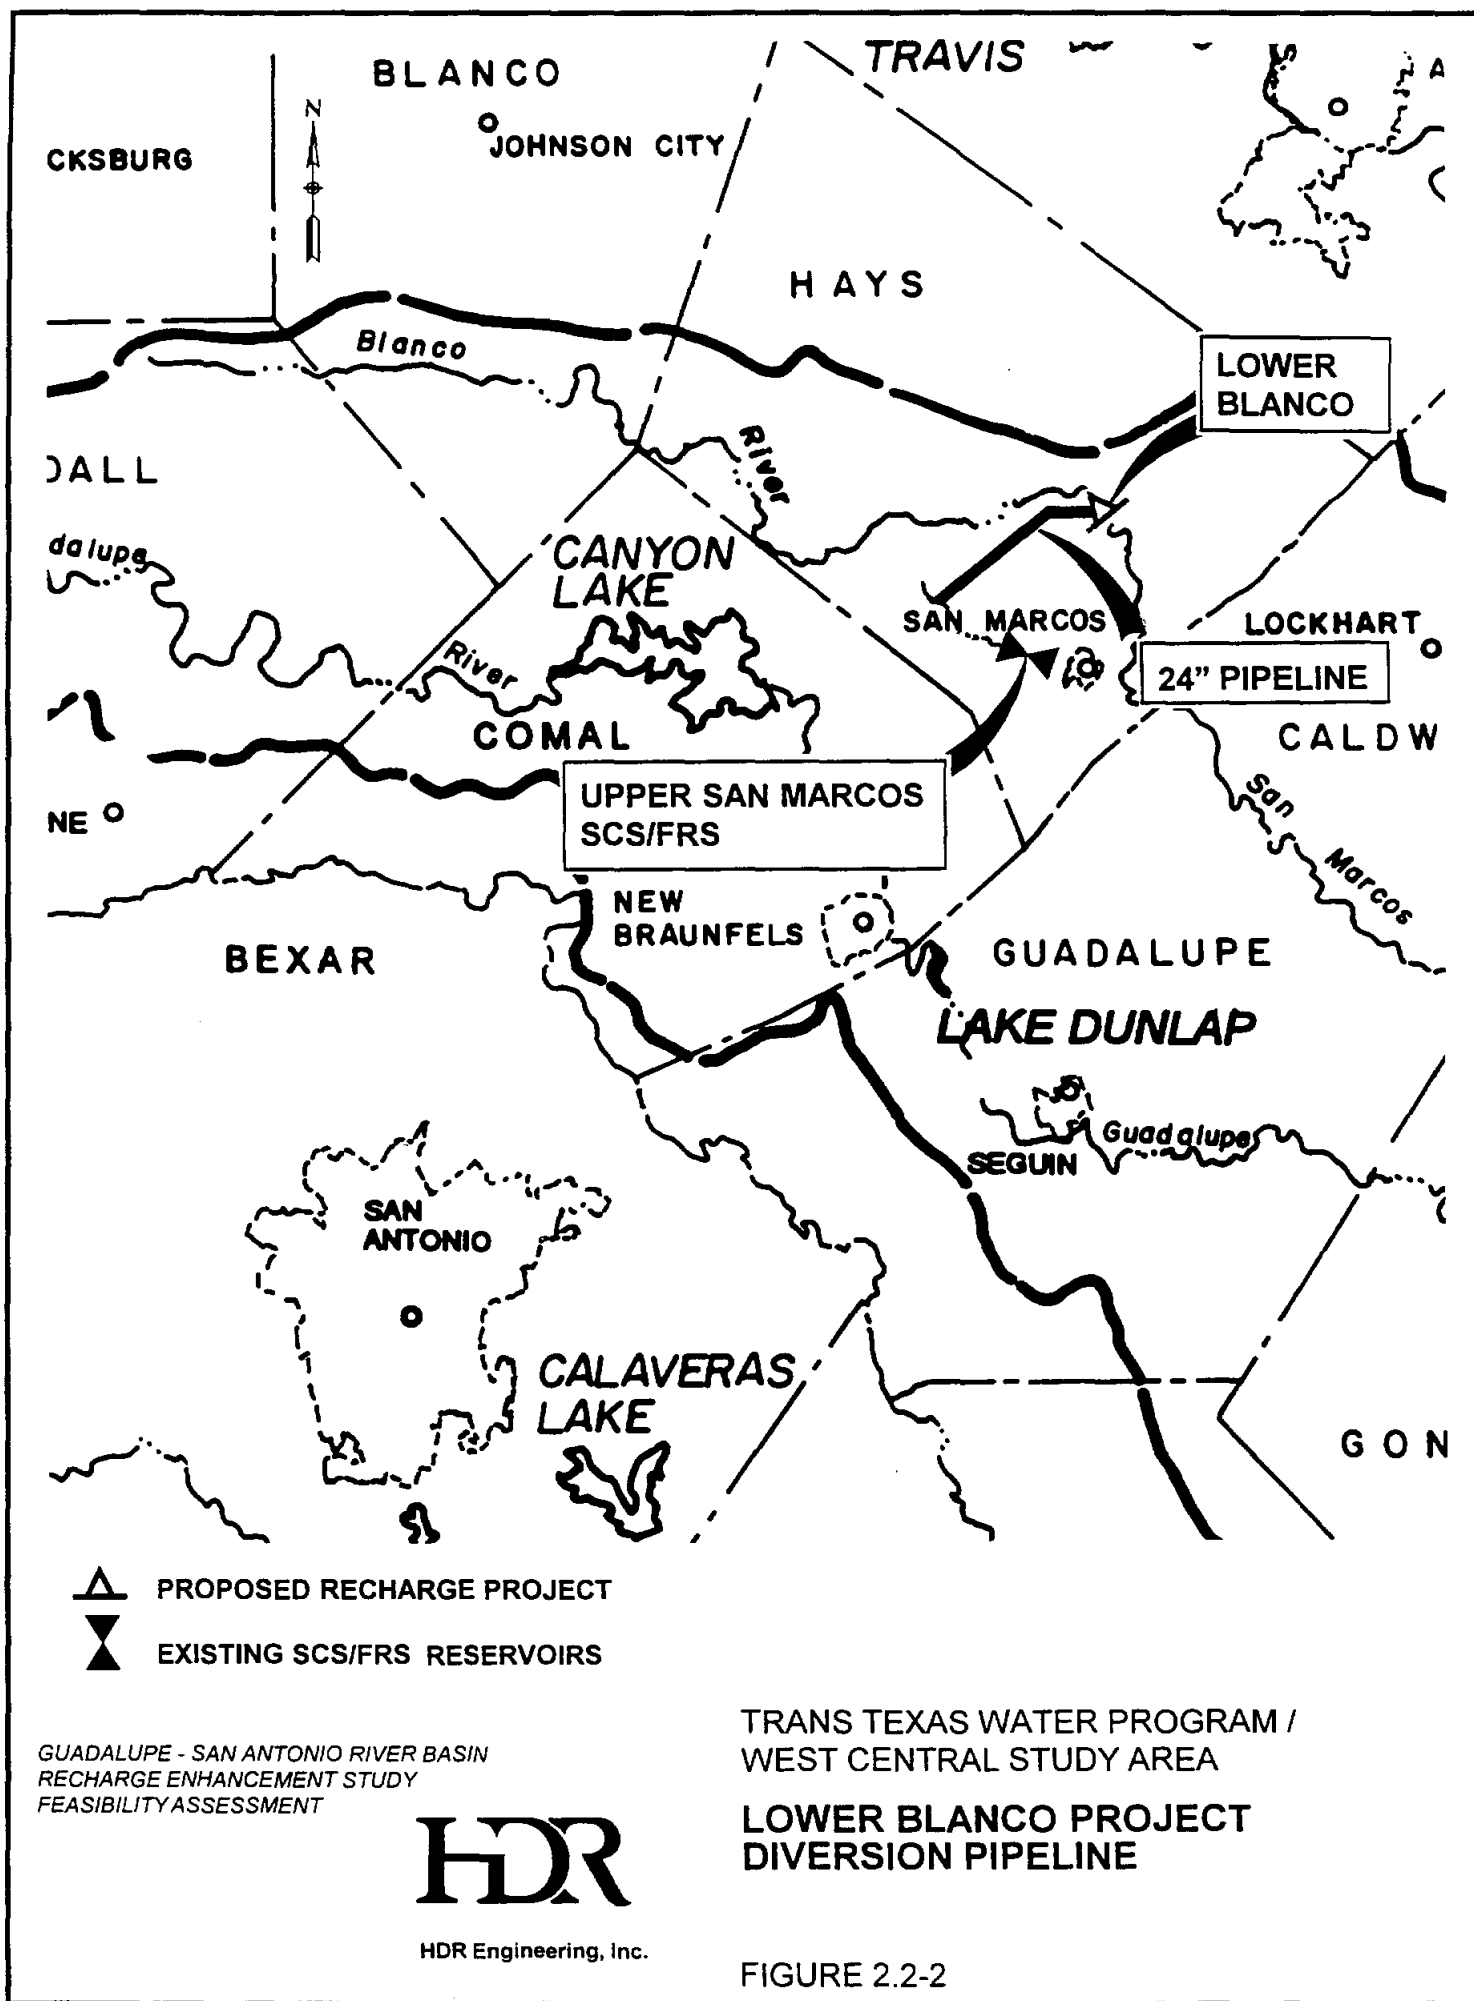 BLANCO
TRAVIS
A
N
JOHNSON CITY
CKSBURG
HAYS
Blanco
LOWER
BLANCO
River
DALL
dalupe
CANYON
LAKE
SAN MARCOS
LOCKHART
River
24" PIPELINE
COMAL
CALDW
UPPER SAN MARCOS
SCS/FRS
San
NE
Marcos
NEW
BRAUNFELS
BEXAR
GUADALUPE
LAKE DUNLAP
Guadalupe
SEGUIN
SAN
ANTONIO
CALAVERAS
LAKE
GON
PROPOSED RECHARGE PROJECT
EXISTING SCS/FRS RESERVOIRS
GUADALUPE - SAN ANTONIO RIVER BASIN
RECHARGE ENHANCEMENT STUDY
FEASIBILITY ASSESSMENT
HDR
HDR Engineering, Inc.
TRANS TEXAS WATER PROGRAM /
WEST CENTRAL STUDY AREA
LOWER BLANCO PROJECT
DIVERSION PIPELINE
FIGURE 2.2-2